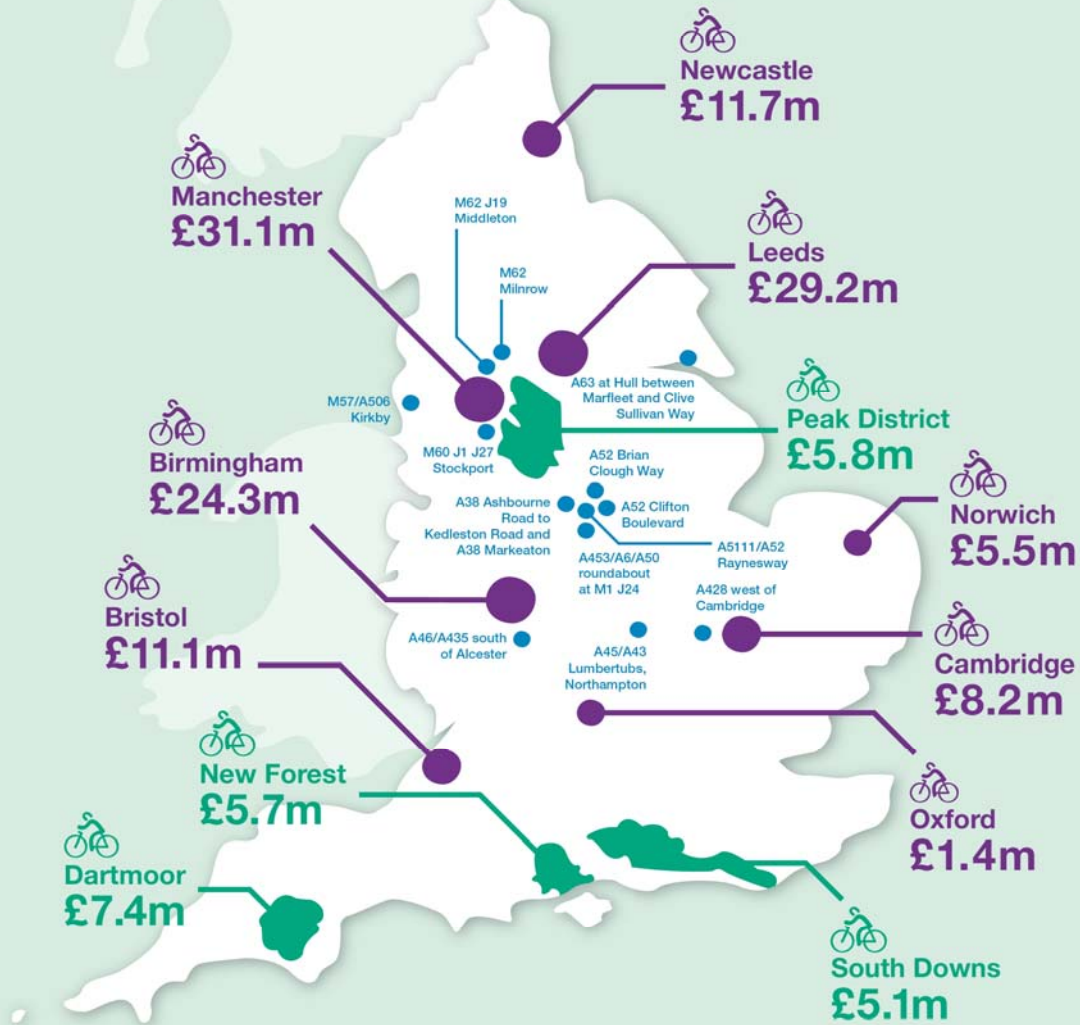 Newcastle
£11.7m
Manchester
£31.1m
M62 J19
Middleton
M62
Milnrow
Leeds
£29.2m
A63 at Hull between
Marfleet and Clive
Sullivan Way
M57/A506
Kirkby
Peak District
£5.8m
Birmingham
£24.3m
M60 J1 J27
Stockport
A52 Brian
Clough Way
A38 Ashbourne
Road to
Kedleston Road and
A38 Markeaton
A52 Clifton
Boulevard
Norwich
£5.5m
A5111/A52
Raynesway
A453/A6/A50
roundabout
at M1 J24
A428 west of
Cambridge
Bristol
£11.1m
A46/A435 south
of Alcester
A45/A43
Lumbertubs,
Northampton
Cambridge
£8.2m
New Forest
£5.7m
Oxford
£1.4m
Dartmoor
£7.4m
South Downs
£5.1m